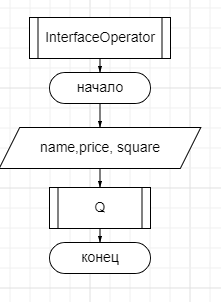 InterfaceOperator
начало
name,price, square
Q
конец